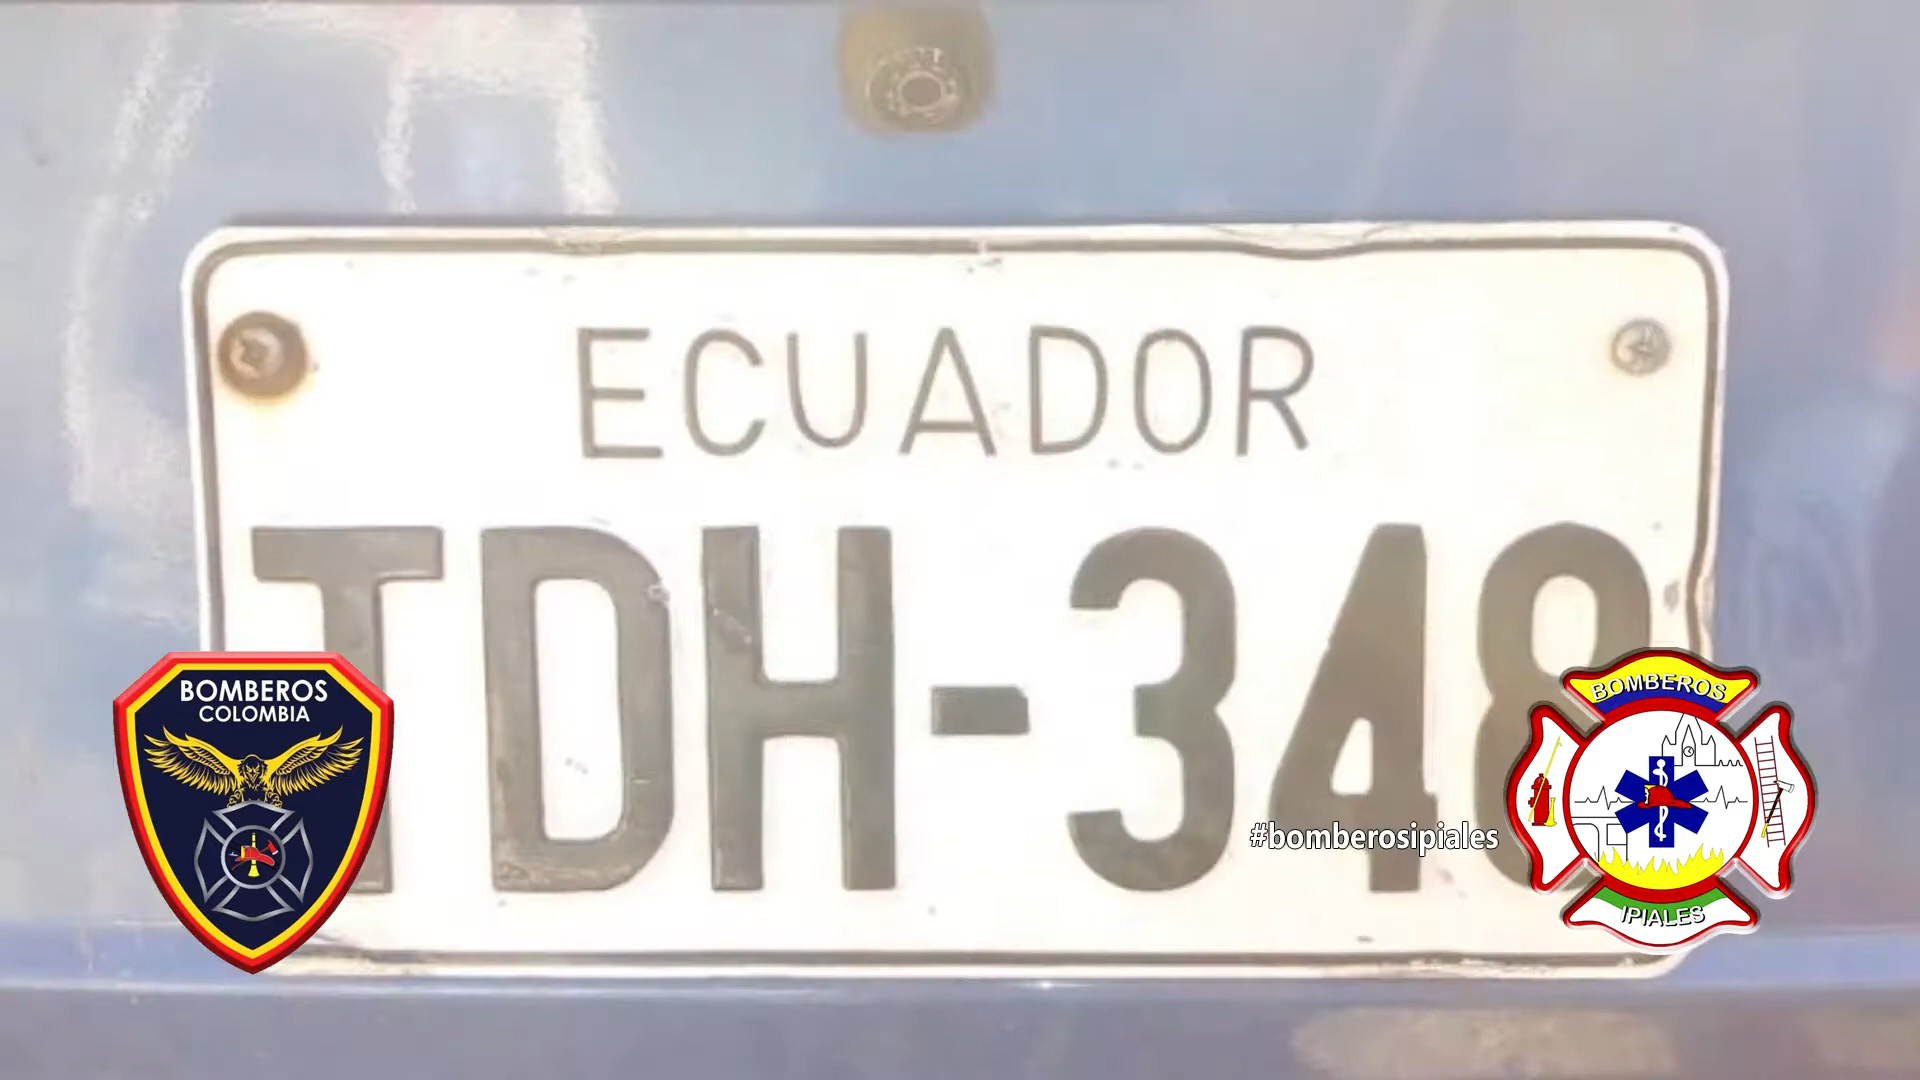 ECUADOR
TDH-348
BOMBEROS
COLOMBIA
#bomberosipiales
BOMBEROS
IPIALES